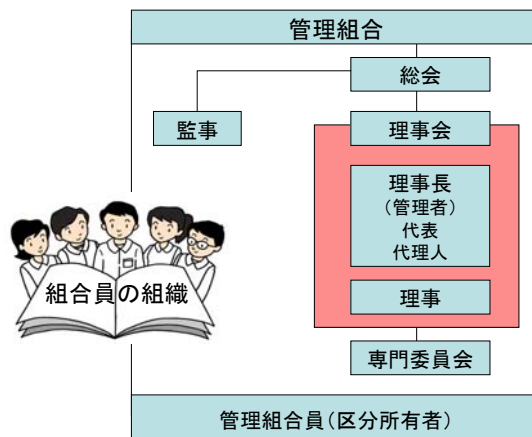 管理組合
総会
監事
理事会
理事長
(管理者)
代表
代理人
組合員の組織
理事
専門委員会
管理組合員(区分所有者)